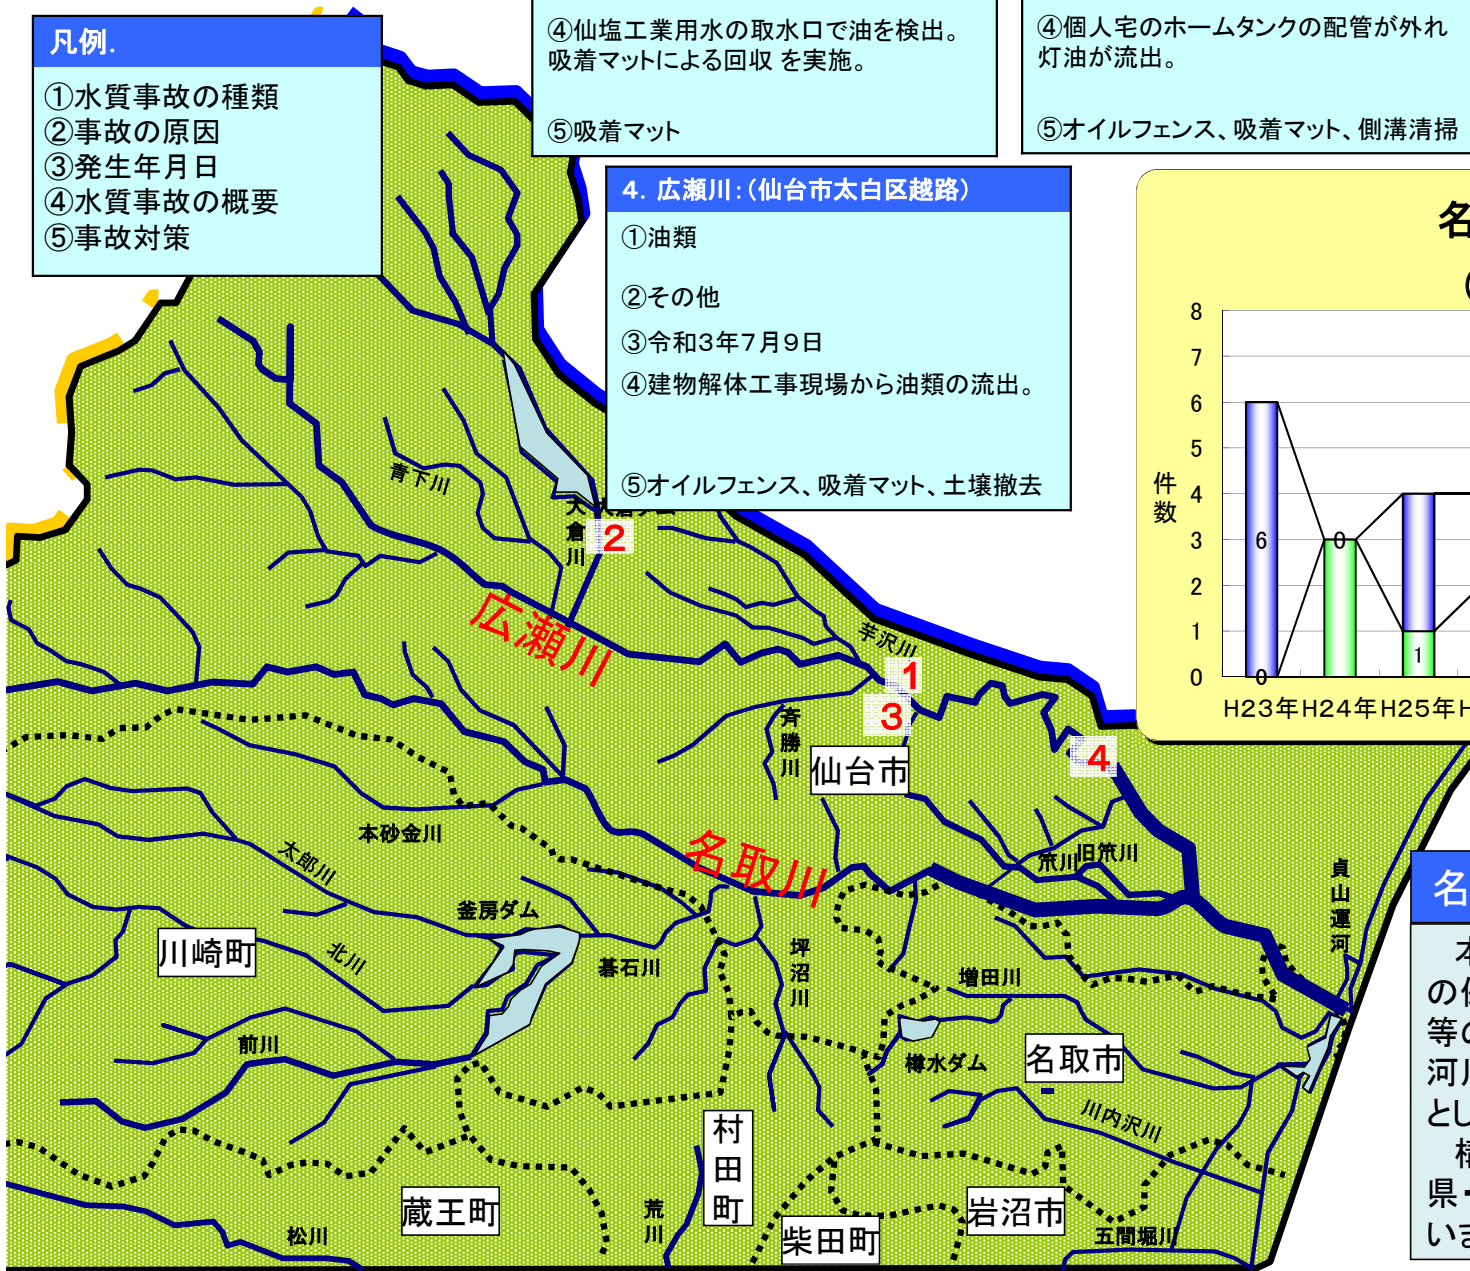 凡例.
①水質事故の種類
②事故の原因
③発生年月日
④水質事故の概要
⑤事故対策
④仙塩工業用水の取水口で油を検出。
吸着マットによる回収 を実施。
⑤吸着マット
④個人宅のホームタンクの配管が外れ
灯油が流出。
⑤オイルフェンス、吸着マット、側溝清掃
4. 広瀬川:(仙台市太白区越路)
①油類
②その他
③令和3年7月9日
④建物解体工事現場から油類の流出。
⑤オイルフェンス、吸着マット、土壌撤去
名
(
件数
8
7
6
5
4
3
2
1
0
6
0
0
1
H23年
H24年
H25年
H
青下川
大倉川
2
広瀬川
芋沢川
1
3
斉勝川
仙台市
4
本砂金川
太郎川
名取川
笊川
旧笊川
貞山運河
釜房ダム
川崎町
北川
碁石川
坪沼川
増田川
前川
樽水ダム
名取市
川内沢川
村田町
蔵王町
荒川
岩沼市
松川
柴田町
五間堀川
名
本
の
等の
河川
とし
県・
いま